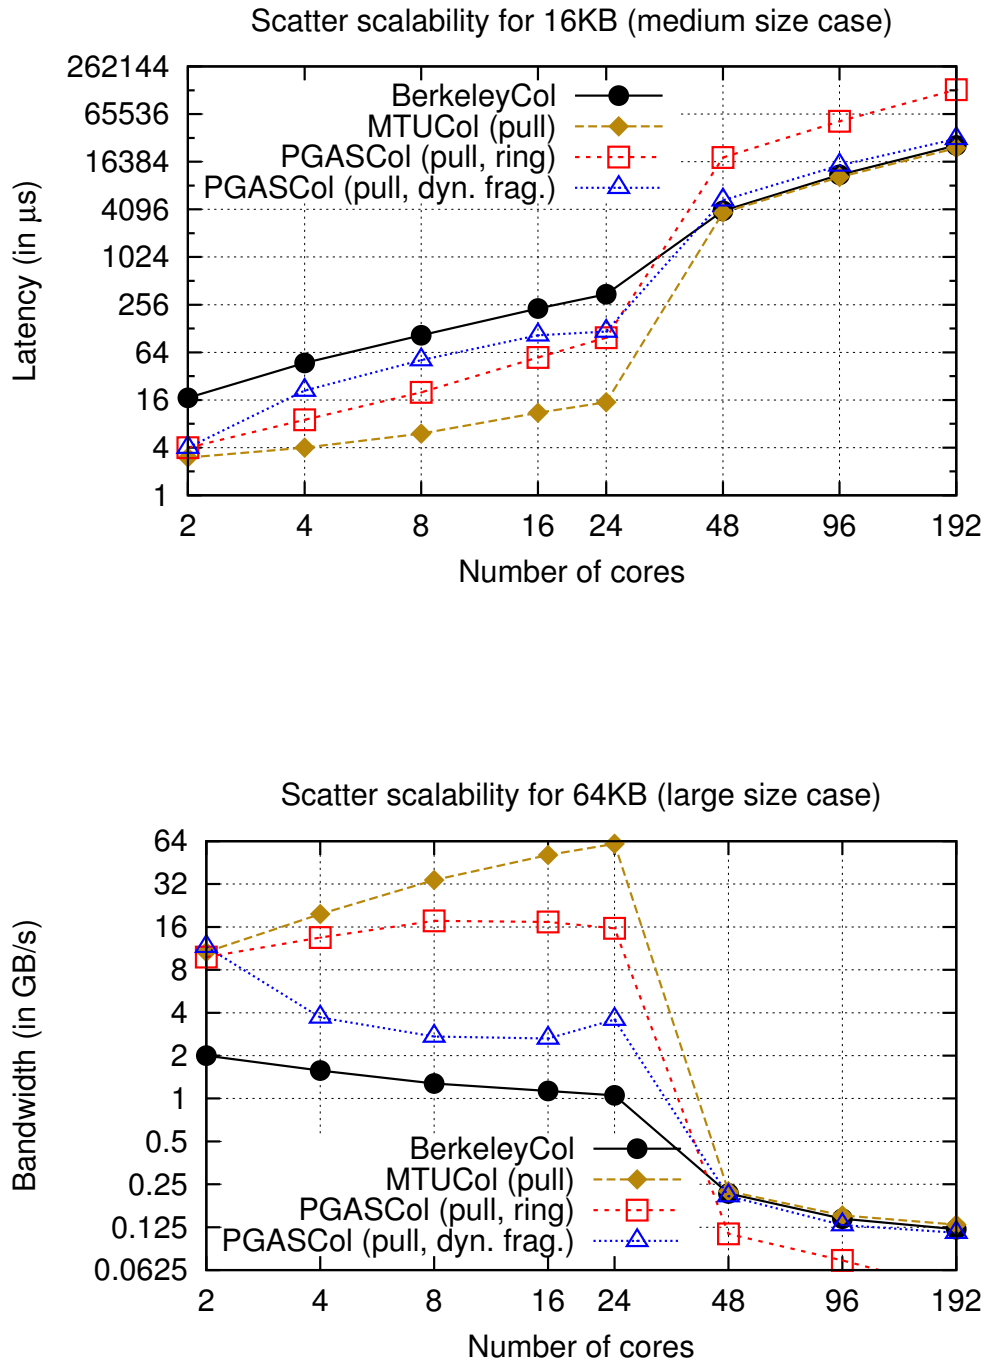 Scatter scalability for 16KB (medium size case)
262144
65536
16384
4096
1024
256
64
16
4
1
Latency (in µs)
BerkeleyCol
MTUCol (pull)
PGASCol (pull, ring)
PGASCol (pull, dyn. frag.)
2 4 8 16 24 48 96 192
Number of cores
Scatter scalability for 64KB (large size case)
64
32
16
8
4
2
1
0.5
0.25
0.125
0.0625
Bandwidth (in GB/s)
BerkeleyCol
MTUCol (pull)
PGASCol (pull, ring)
PGASCol (pull, dyn. frag.)
2 4 8 16 24 48 96 192
Number of cores